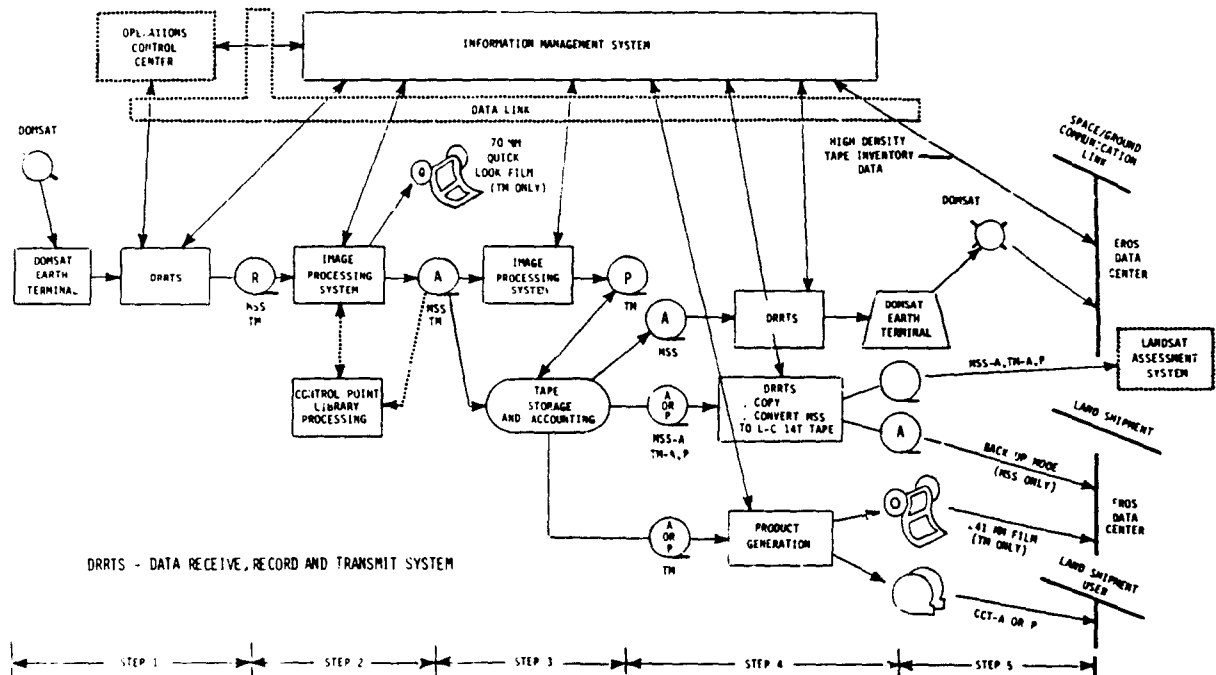 OPERATIONS
CONTROL
CENTER
INFORMATION MANAGEMENT SYSTEM
DATA LINK
DOMSAT
70 MM
QUICK
LOOK FILM
(TM ONLY)
Q
HIGH DENSITY
TAPE INVENTORY
DATA
SPACE/GROUND
COMMUNICATION
LINK
DOMSAT
DOMSAT
EARTH
TERMINAL
DRRTS
R
MSS
TM
IMAGE
PROCESSING
SYSTEM
A
MSS
TM
IMAGE
PROCESSING
SYSTEM
P
TM
EROS
DATA
CENTER
A
MSS
DRRTS
DOMSAT
EARTH
TERMINAL
LANDSAT
ASSESSMENT
SYSTEM
CONTROL POINT
LIBRARY
PROCESSING
TAPE
STORAGE
AND ACCOUNTING
A
OR
P
MSS-A
TM-A,P
DRRTS
. COPY
. CONVERT MSS
TO L-C 14T TAPE
MSS-A,TM-A,P
LAND SHIPMENT
A
BACK UP MODE
(MSS ONLY)
EROS
DATA
CENTER
A
OR
P
TM
PRODUCT
GENERATION
MM FILM
(TM ONLY)
LAND SHIPMENT
USER
CCT-A OR P
DRRTS - DATA RECEIVE, RECORD AND TRANSMIT SYSTEM
STEP 1
STEP 2
STEP 3
STEP 4
STEP 5